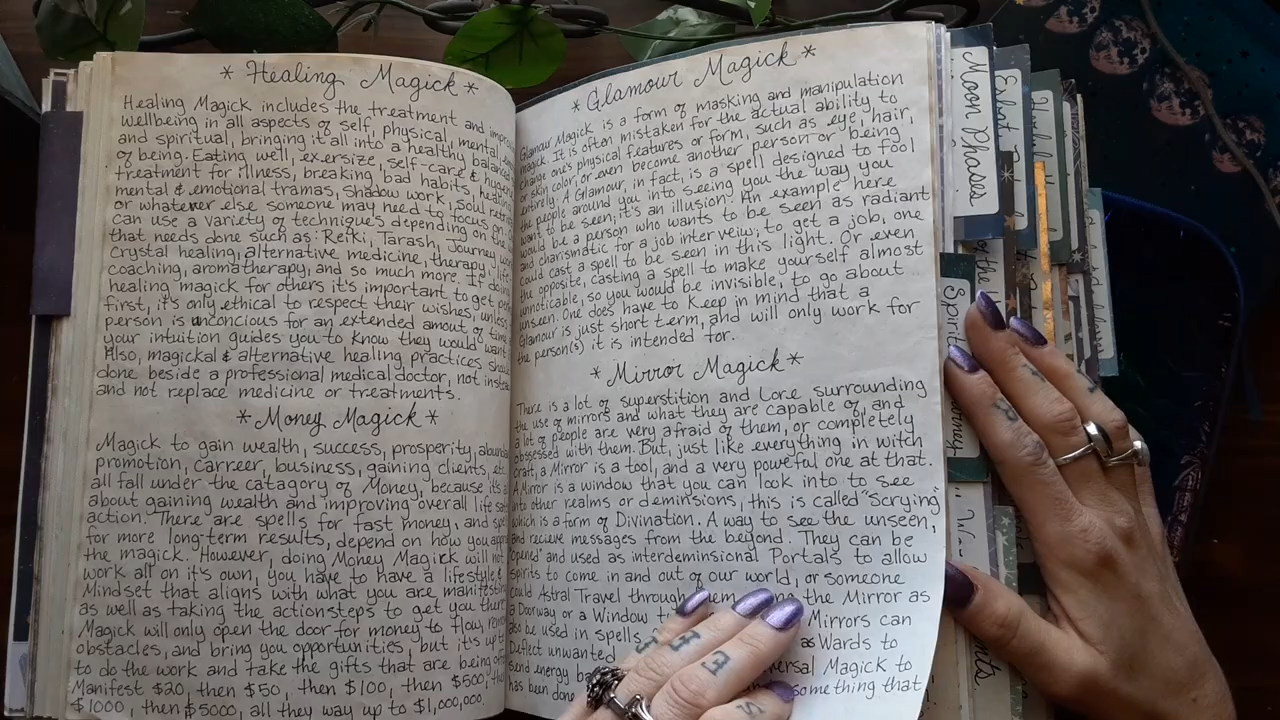 * Healing Magick *
Healing Magick includes the treatment and
wellbeing in all aspects of self, physical, mental,
and spiritual, bringing it all into a healthy balance
of being. Eating well, exersize, self-care &
treatment for illness, breaking bad habits, healing
mental & emotional tramas, Shadow work, Soul
or whatever else someone may need to focus on.
can use a variety of technique's depending on the
that needs done such as: Reiki, Tarash, Journey
Crystal healing, alternative medicine, therapy, life
coaching, aromatherapy, and so much more. If doing
healing magick for others it's important to get
first, it's only ethical to respect their wishes, unless
person is unconcious for an extended amout of time
your intuition guides you to know they would want
Also, magickal & alternative healing practices
done beside a professional medical doctor, not
and not replace medicine or treatments.
* Money Magick *
Magick to gain wealth, success, prosperity,
promotion, carreer, business, gaining clients, etc.
all fall under the catagory of Money, because it's
about gaining wealth and improving overall life
action. There are spells for fast money, and
for more long-term results, depend on how you
the magick. However, doing Money Magick will not
work all on it's own, you have to have a lifestyle &
Mindset that aligns with what you are manifesting
as well as taking the action steps to get you there.
Magick will only open the door for money to flow,
obstacles, and bring you opportunities, but it's up to
to do the work and take the gifts that are being
Manifest $20, then $50, then $100, then $500,
$1000, then $5000, all they way up to $1,000,000.
* Glamour Magick *
Glamour Magick is a form of masking and manipulation
magick. It is often mistaken for the actual ability to
change one's physical features or form, such as eye, hair,
or skin color, or even become another person or being
entirely. A Glamour, in fact, is a spell designed to fool
the people around you into seeing you the way you
want to be seen; it's an illusion. An example here
would be a person who wants to be seen as radiant
and charismatic for a job interveiw, to get a job, one
could cast a spell to be seen in this light. Or even
the opposite, casting a spell to make yourself almost
unnoticable, so you would be invisible, to go about
unseen. One does have to keep in mind that a
Glamour is just short term, and will only work for
the person(s) it is intended for.
* Mirror Magick *
There is a lot of superstition and Lore surrounding
the use of mirrors and what they are capable of, and
a lot of people are very afraid of them, or completely
obsessed with them. But, just like everything in witch
craft, a Mirror is a tool, and a very powerful one at that.
A Mirror is a window that you can look into to see
into other realms or deminsions, this is called "Scrying"
which is a form of Divination. A way to see the unseen,
and recieve messages from the beyond. They can be
"opened" and used as interdeminsional Portals to allow
spirits to come in and out of our world, or someone
could Astral Travel through them the Mirror as
a Doorway or a Window Mirrors can
also be used in spells as Wards to
Deflect unwanted Magick to
send energy something that
has been done
Moon Phases
Spirit Journey